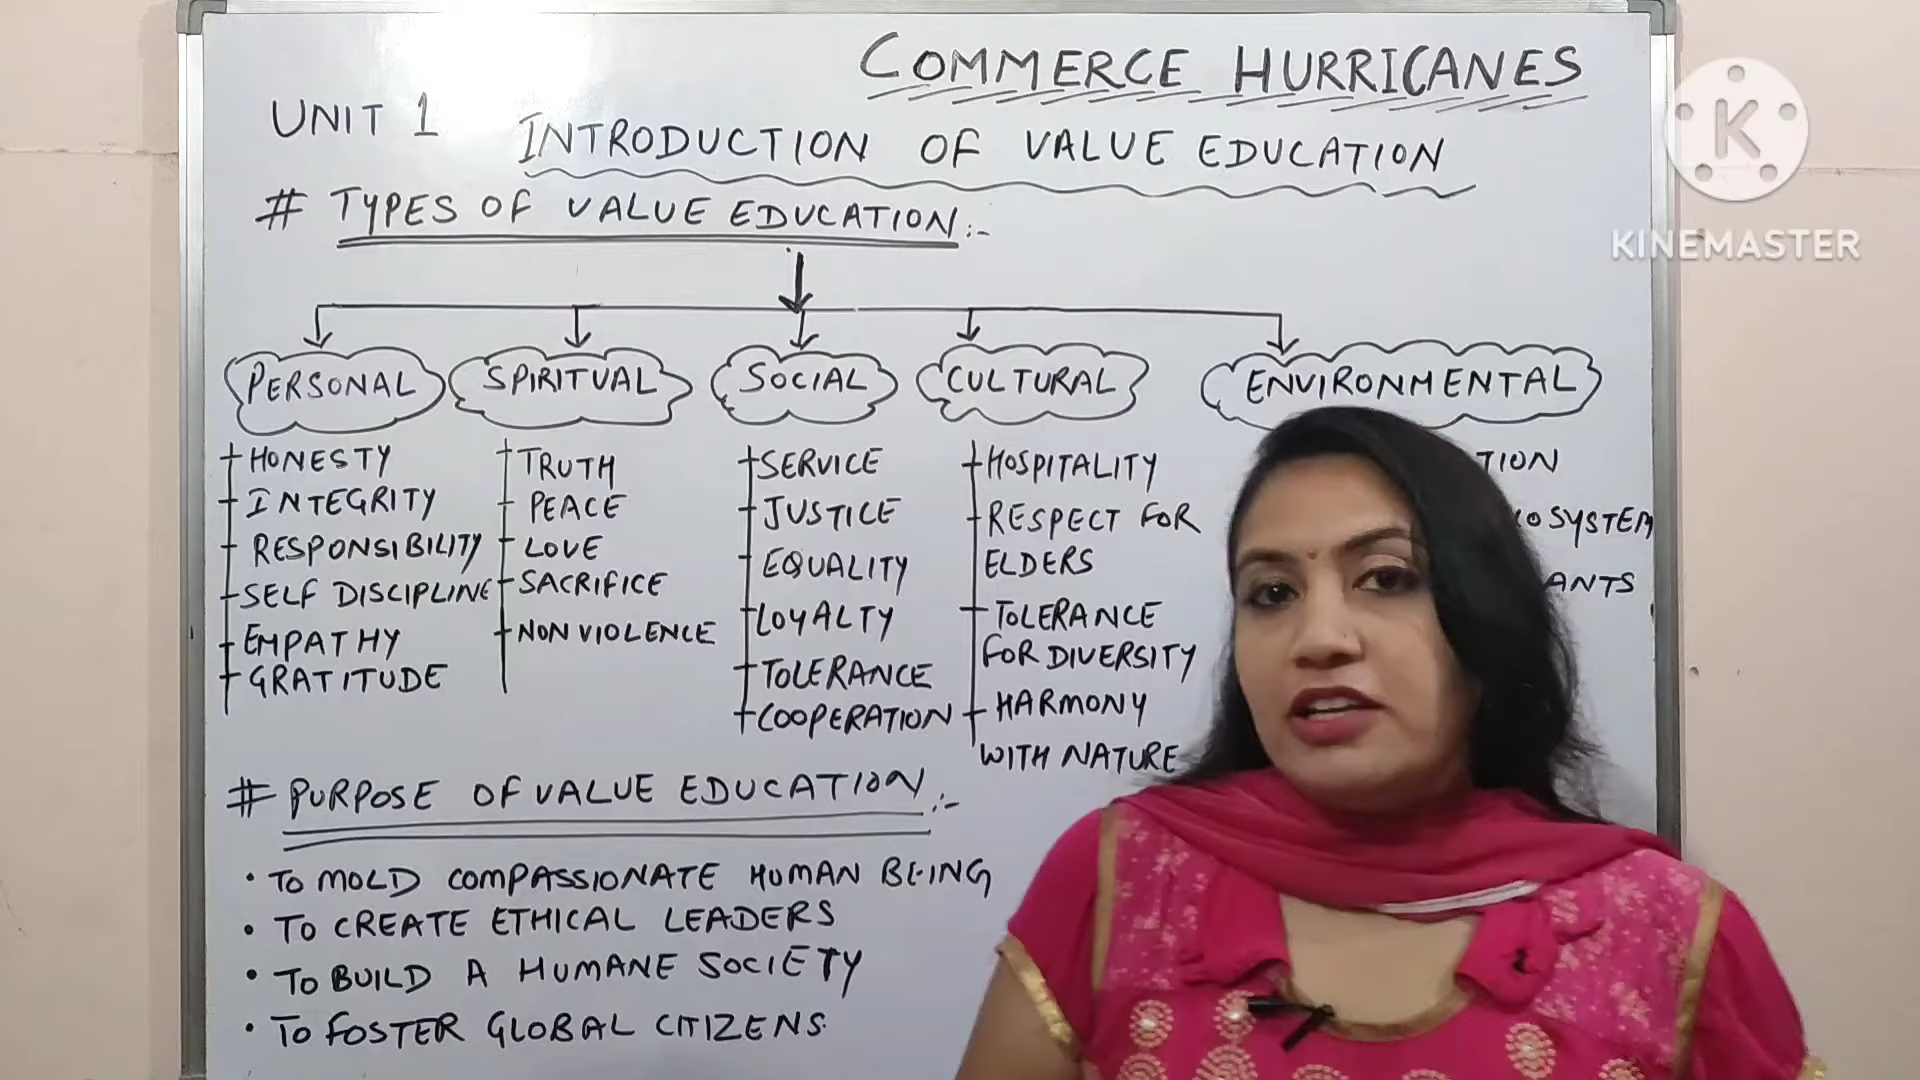 COMMERCE HURRICANES
UNIT 1
INTRODUCTION OF VALUE EDUCATION
# TYPES OF VALUE EDUCATION :-
PERSONAL
HONESTY
INTEGRITY
RESPONSIBILITY
SELF DISCIPLINE
EMPATHY
GRATITUDE
SPIRITUAL
TRUTH
PEACE
LOVE
SACRIFICE
NON VIOLENCE
SOCIAL
SERVICE
JUSTICE
EQUALITY
LOYALTY
TOLERANCE
COOPERATION
CULTURAL
HOSPITALITY
RESPECT FOR
ELDERS
TOLERANCE
FOR DIVERSITY
HARMONY
WITH NATURE
ENVIRONMENTAL
# PURPOSE OF VALUE EDUCATION :-
• TO MOLD COMPASSIONATE HUMAN BEING
• TO CREATE ETHICAL LEADERS
• TO BUILD A HUMANE SOCIETY
• TO FOSTER GLOBAL CITIZENS.
K
KINEMASTER